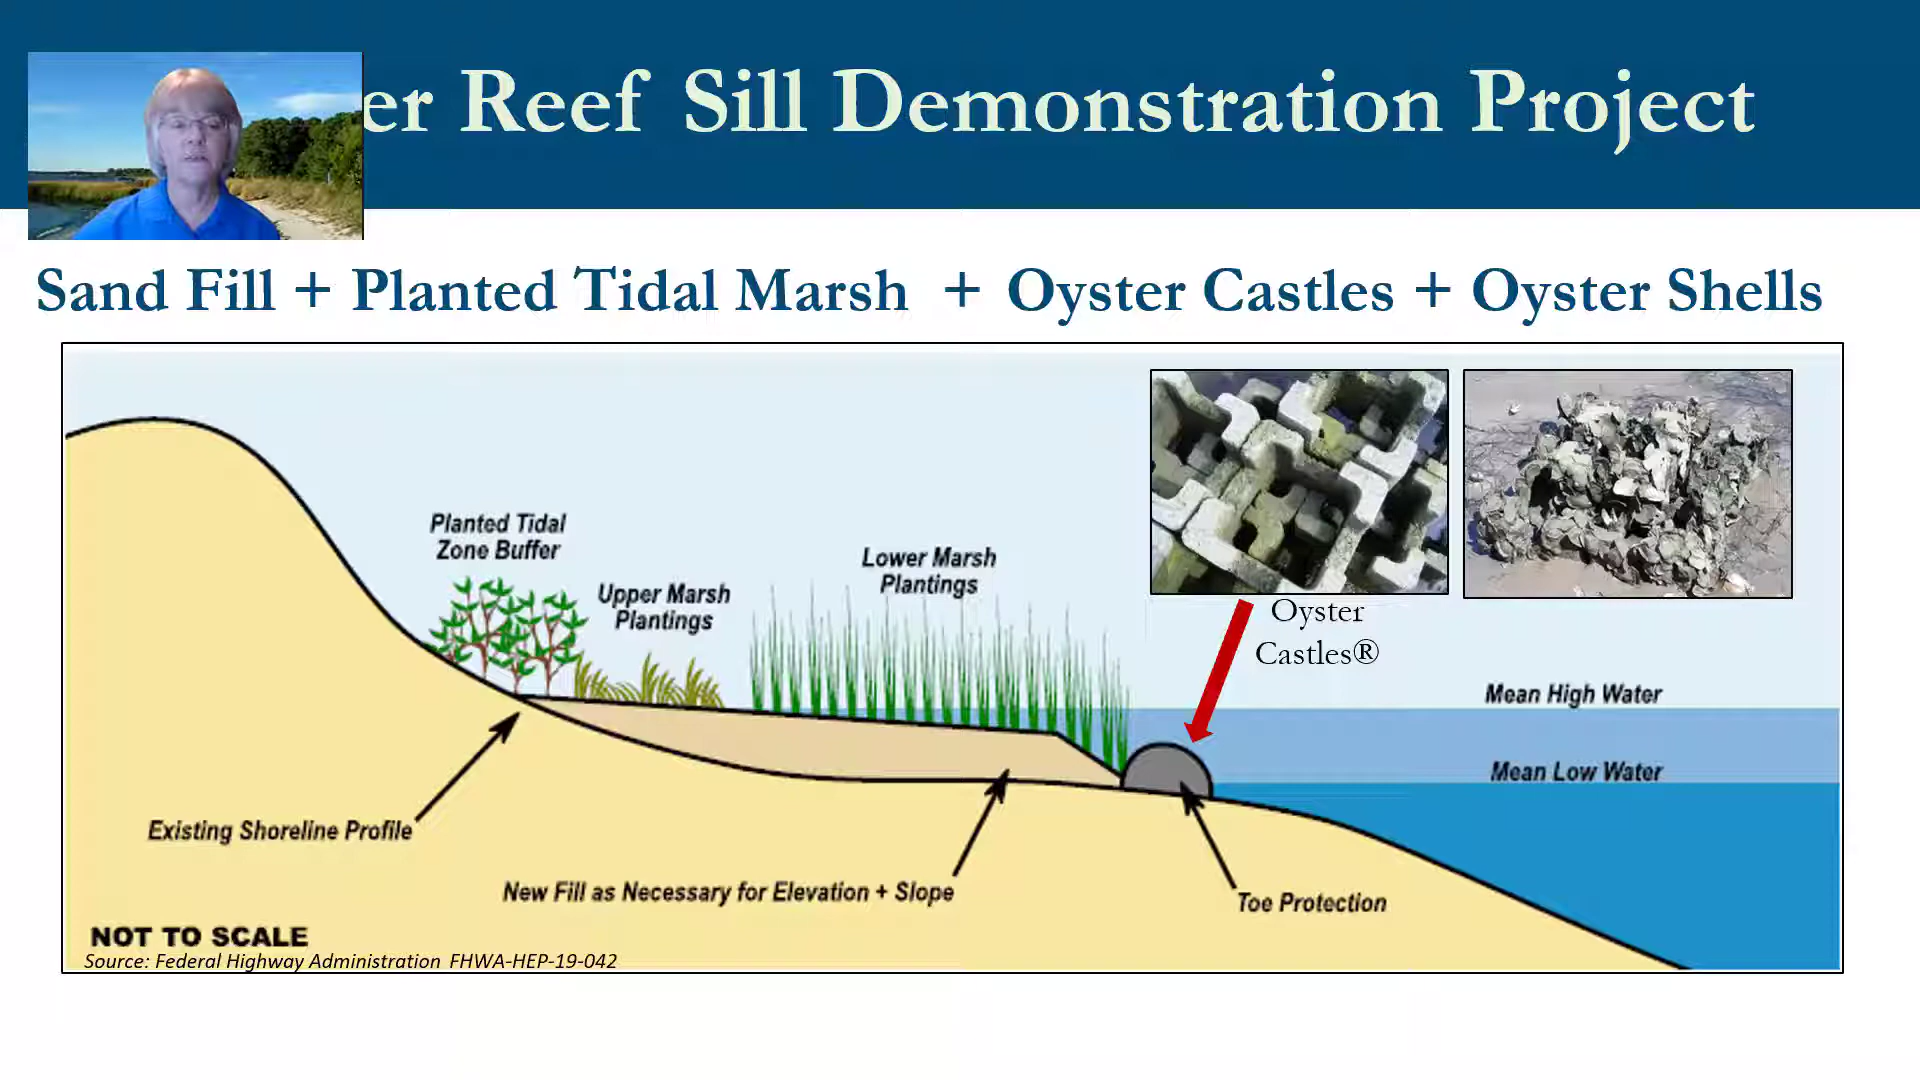 er Reef Sill Demonstration Project
Sand Fill + Planted Tidal Marsh + Oyster Castles + Oyster Shells
Planted Tidal
Zone Buffer
Upper Marsh
Plantings
Lower Marsh
Plantings
Oyster
Castles®
Mean High Water
Mean Low Water
Existing Shoreline Profile
New Fill as Necessary for Elevation + Slope
Toe Protection
NOT TO SCALE
Source: Federal Highway Administration FHWA-HEP-19-042